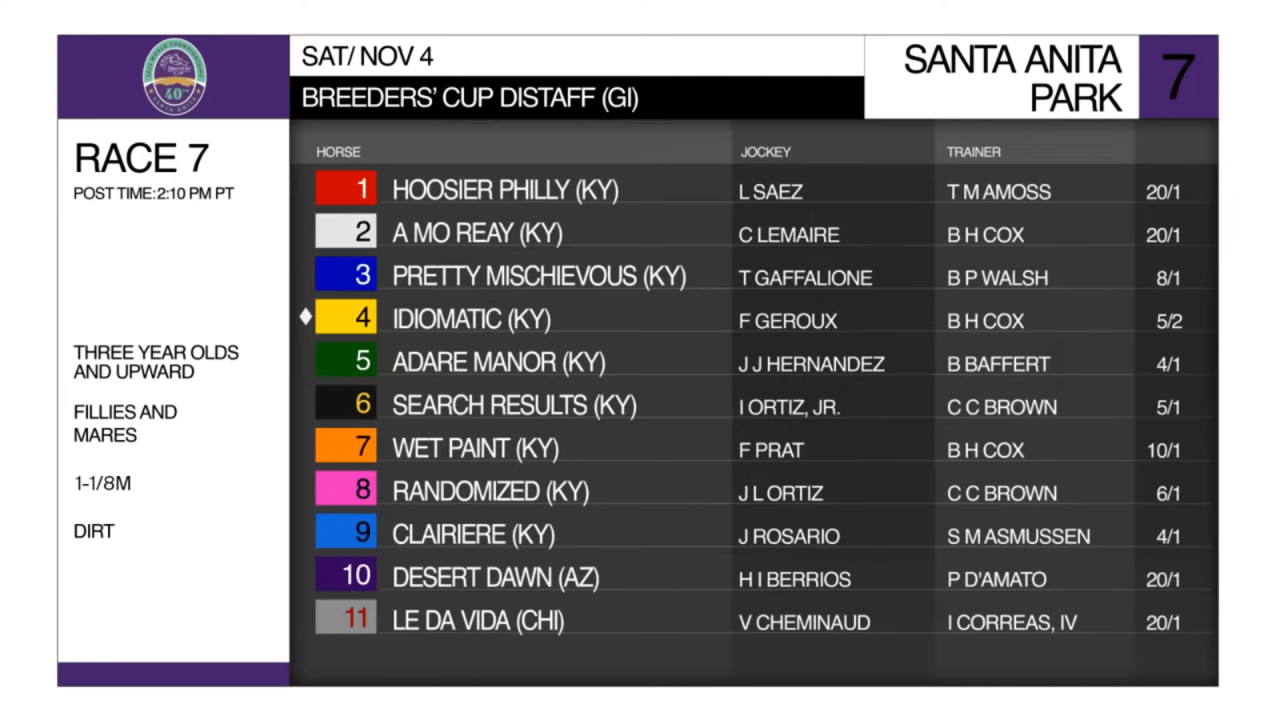 SAT/ NOV 4
SANTA ANITA
PARK
7
BREEDERS' CUP DISTAFF (GI)
40
RACE 7
POST TIME: 2:10 PM PT
THREE YEAR OLDS
AND UPWARD
FILLIES AND
MARES
1-1/8M
DIRT
HORSE JOCKEY TRAINER
1 HOOSIER PHILLY (KY) L SAEZ T M AMOSS 20/1
2 A MO REAY (KY) C LEMAIRE B H COX 20/1
3 PRETTY MISCHIEVOUS (KY) T GAFFALIONE B P WALSH 8/1
4 IDIOMATIC (KY) F GEROUX B H COX 5/2
5 ADARE MANOR (KY) J J HERNANDEZ B BAFFERT 4/1
6 SEARCH RESULTS (KY) I ORTIZ, JR. C C BROWN 5/1
7 WET PAINT (KY) F PRAT B H COX 10/1
8 RANDOMIZED (KY) J L ORTIZ C C BROWN 6/1
9 CLAIRIERE (KY) J ROSARIO S M ASMUSSEN 4/1
10 DESERT DAWN (AZ) H I BERRIOS P D'AMATO 20/1
11 LE DA VIDA (CHI) V CHEMINAUD I CORREAS, IV 20/1